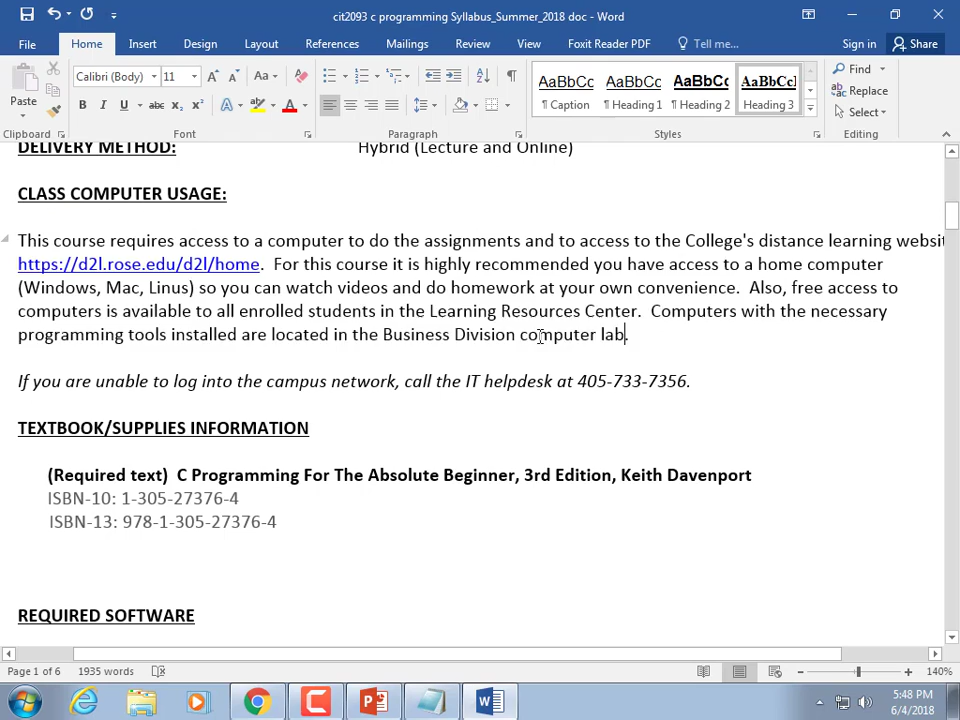 cit2093 c programming Syllabus_Summer_2018 doc - Word
File Home Insert Design Layout References Mailings Review View Foxit Reader PDF Tell me... Sign in Share
Paste
Calibri (Body) 11
AaBbCc AaBbCc AaBbCc AaBbCcI
¶ Caption ¶ Heading 1 ¶ Heading 2 Heading 3
Find
Replace
Select
Clipboard Font Paragraph Styles Editing
DELIVERY METHOD: Hybrid (Lecture and Online)
CLASS COMPUTER USAGE:
This course requires access to a computer to do the assignments and to access to the College's distance learning websit
https://d2l.rose.edu/d2l/home.  For this course it is highly recommended you have access to a home computer
(Windows, Mac, Linus) so you can watch videos and do homework at your own convenience.  Also, free access to
computers is available to all enrolled students in the Learning Resources Center.  Computers with the necessary
programming tools installed are located in the Business Division computer lab.
If you are unable to log into the campus network, call the IT helpdesk at 405-733-7356.
TEXTBOOK/SUPPLIES INFORMATION
(Required text)  C Programming For The Absolute Beginner, 3rd Edition, Keith Davenport
ISBN-10: 1-305-27376-4
ISBN-13: 978-1-305-27376-4
REQUIRED SOFTWARE
Page 1 of 6 1935 words 140%
5:48 PM
6/4/2018